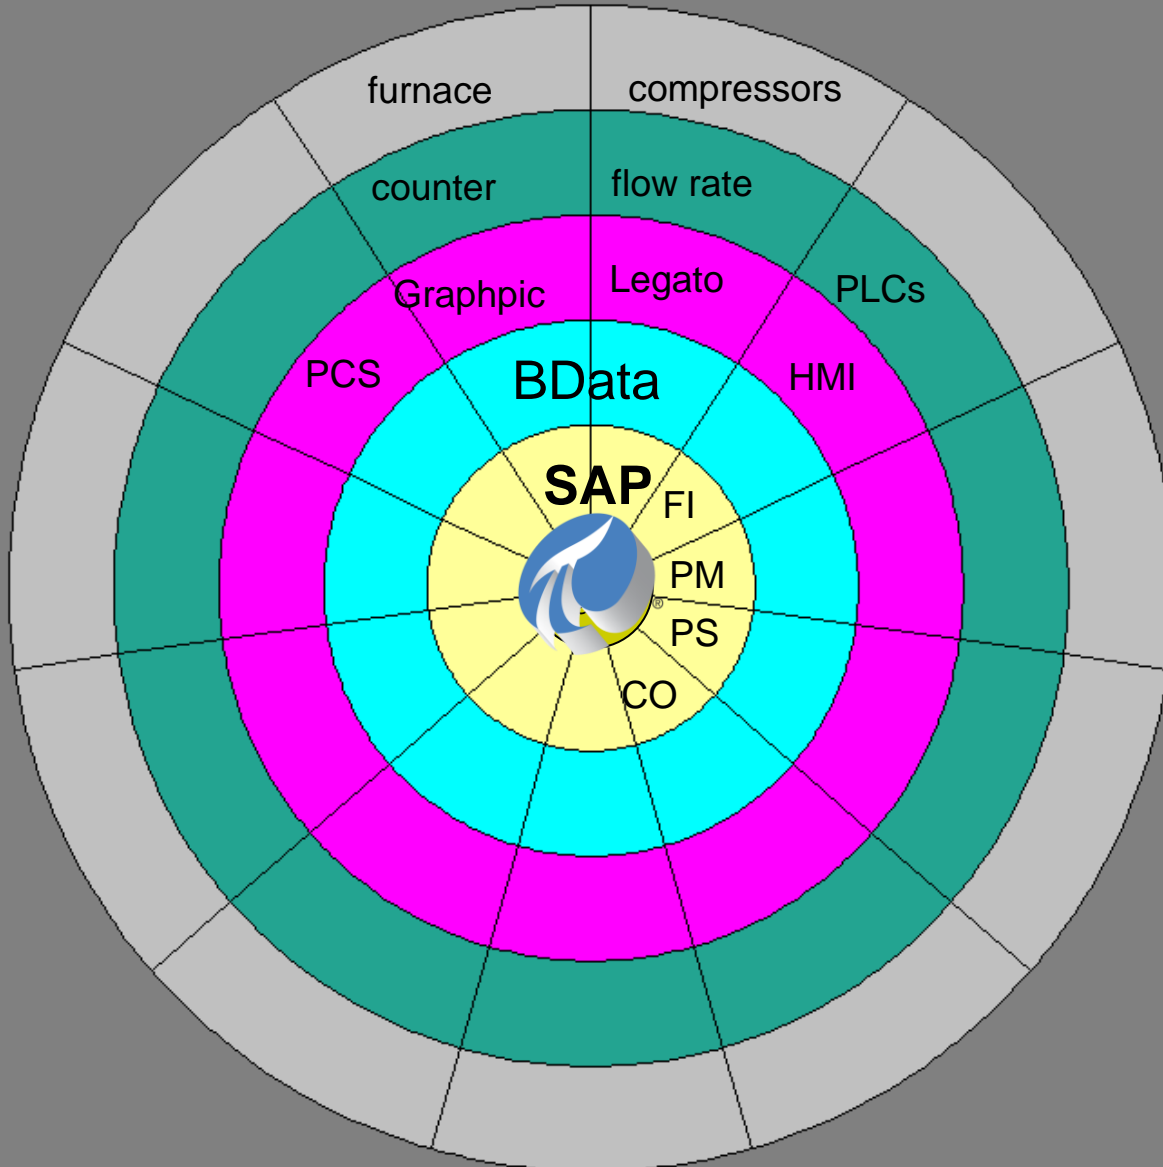 furnace
compressors
counter
flow rate
Graphpic
Legato
PLCs
PCS
BData
HMI
SAP
FI
PM
®
PS
CO